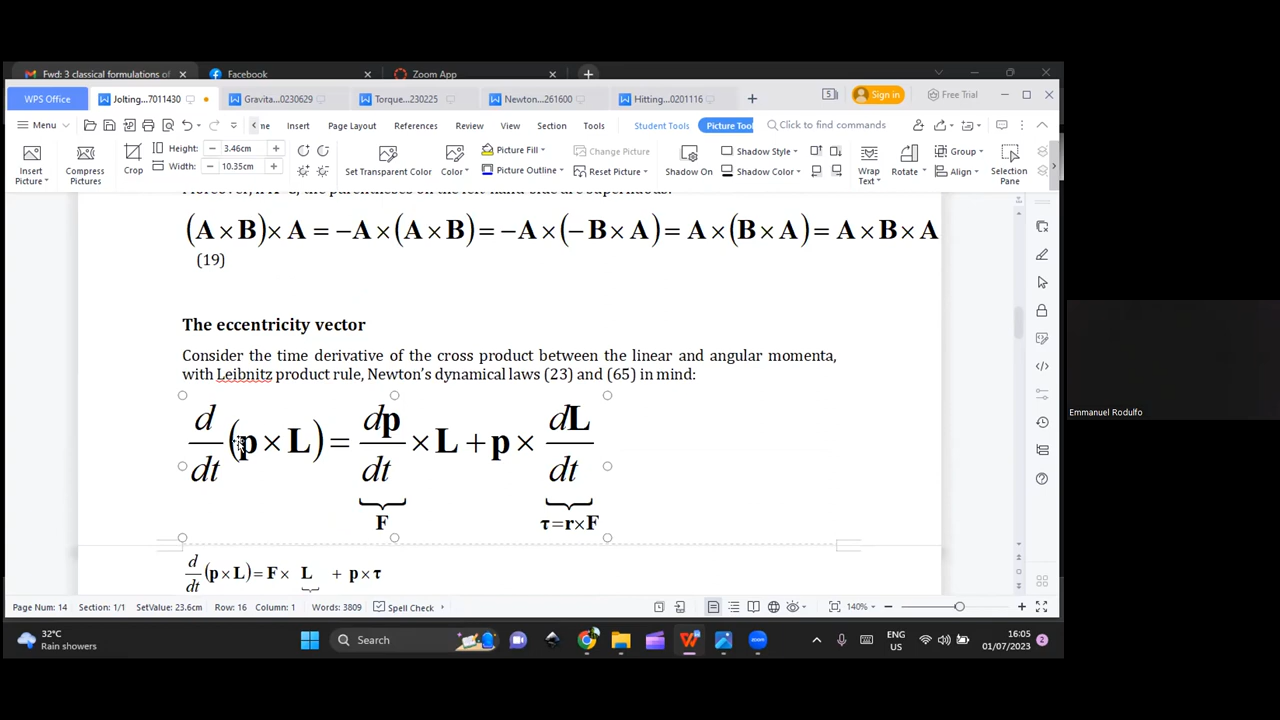 Fwd: 3 classical formulations of
Facebook
Zoom App
WPS Office
Jolting...7011430
Gravita...0230629
Torque...230225
Newton...261600
Hitting...0201116
Sign in
Free Trial
Menu
ne
Insert
Page Layout
References
Review
View
Section
Tools
Student Tools
Picture Tool
Click to find commands
Insert Picture
Compress Pictures
Crop
Height: 3.46cm
Width: 10.35cm
Set Transparent Color
Color
Picture Fill
Picture Outline
Change Picture
Reset Picture
Shadow On
Shadow Style
Shadow Color
Wrap Text
Rotate
Group
Align
Selection Pane
(A×B)×A = −A×(A×B) = −A×(−B×A) = A×(B×A) = A×B×A
(19)
The eccentricity vector
Consider the time derivative of the cross product between the linear and angular momenta,
with Leibnitz product rule, Newton's dynamical laws (23) and (65) in mind:
d/dt (p×L) = dp/dt ×L + p× dL/dt
F τ=r×F
d/dt (p×L) = F× L + p×τ
Emmanuel Rodulfo
Page Num: 14 Section: 1/1 SetValue: 23.6cm Row: 16 Column: 1 Words: 3809 Spell Check 140%
32°C
Rain showers
Search
ENG
US
16:05
01/07/2023
2